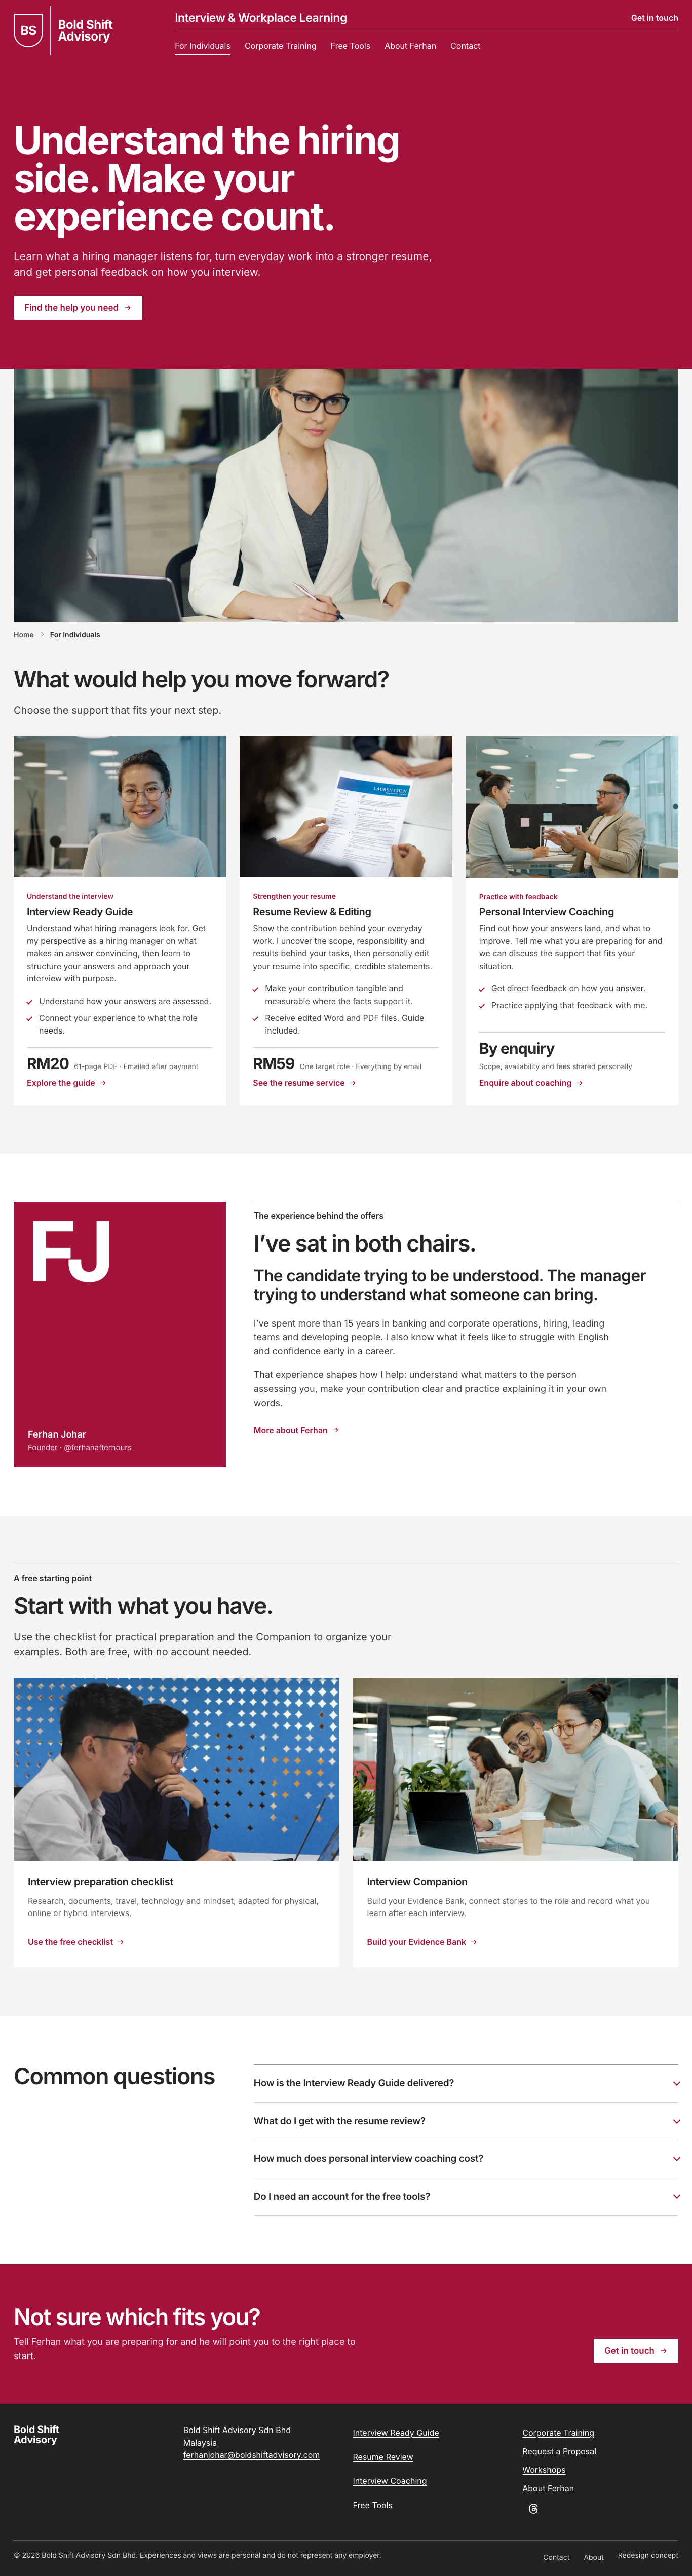 BS
Bold Shift
Advisory
Interview & Workplace Learning
Get in touch
For Individuals
Corporate Training
Free Tools
About Ferhan
Contact
Understand the hiring
side. Make your
experience count.
Learn what a hiring manager listens for, turn everyday work into a stronger resume,
and get personal feedback on how you interview.
Find the help you need →
Home > For Individuals
What would help you move forward?
Choose the support that fits your next step.
LAUREN CHEN
Understand the interview
Interview Ready Guide
Understand what hiring managers look for. Get
my perspective as a hiring manager on what
makes an answer convincing, then learn to
structure your answers and approach your
interview with purpose.
Understand how your answers are assessed.
Connect your experience to what the role
needs.
RM20 61-page PDF · Emailed after payment
Explore the guide →
Strengthen your resume
Resume Review & Editing
Show the contribution behind your everyday
work. I uncover the scope, responsibility and
results behind your tasks, then personally edit
your resume into specific, credible statements.
Make your contribution tangible and
measurable where the facts support it.
Receive edited Word and PDF files. Guide
included.
RM59 One target role · Everything by email
See the resume service →
Practice with feedback
Personal Interview Coaching
Find out how your answers land, and what to
improve. Tell me what you are preparing for and
we can discuss the support that fits your
situation.
Get direct feedback on how you answer.
Practice applying that feedback with me.
By enquiry
Scope, availability and fees shared personally
Enquire about coaching →
FJ
Ferhan Johar
Founder · @ferhanafterhours
The experience behind the offers
I’ve sat in both chairs.
The candidate trying to be understood. The manager
trying to understand what someone can bring.
I’ve spent more than 15 years in banking and corporate operations, hiring, leading
teams and developing people. I also know what it feels like to struggle with English
and confidence early in a career.
That experience shapes how I help: understand what matters to the person
assessing you, make your contribution clear and practice explaining it in your own
words.
More about Ferhan →
A free starting point
Start with what you have.
Use the checklist for practical preparation and the Companion to organize your
examples. Both are free, with no account needed.
Interview preparation checklist
Research, documents, travel, technology and mindset, adapted for physical,
online or hybrid interviews.
Use the free checklist →
Interview Companion
Build your Evidence Bank, connect stories to the role and record what you
learn after each interview.
Build your Evidence Bank →
Common questions
How is the Interview Ready Guide delivered?
What do I get with the resume review?
How much does personal interview coaching cost?
Do I need an account for the free tools?
Not sure which fits you?
Tell Ferhan what you are preparing for and he will point you to the right place to
start.
Get in touch →
Bold Shift
Advisory
Bold Shift Advisory Sdn Bhd
Malaysia
ferhanjohar@boldshiftadvisory.com
Interview Ready Guide
Resume Review
Interview Coaching
Free Tools
Corporate Training
Request a Proposal
Workshops
About Ferhan
© 2026 Bold Shift Advisory Sdn Bhd. Experiences and views are personal and do not represent any employer.
Contact
About
Redesign concept